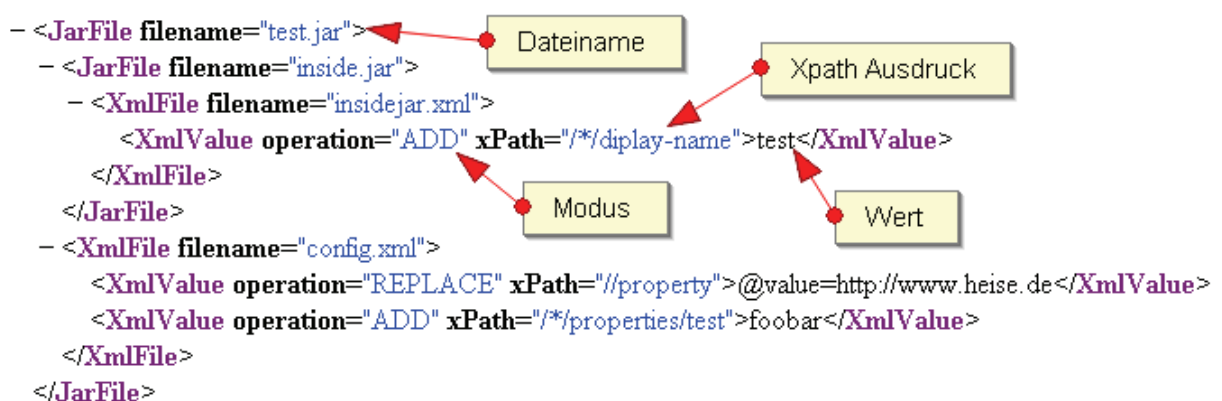 − <JarFile filename="test.jar">
Dateiname
− <JarFile filename="inside.jar">
Xpath Ausdruck
− <XmlFile filename="insidejar.xml">
<XmlValue operation="ADD" xPath="/*/diplay-name">test</XmlValue>
</XmlFile>
Modus
Wert
</JarFile>
− <XmlFile filename="config.xml">
<XmlValue operation="REPLACE" xPath="//property">@value=http://www.heise.de</XmlValue>
<XmlValue operation="ADD" xPath="/*/properties/test">foobar</XmlValue>
</XmlFile>
</JarFile>